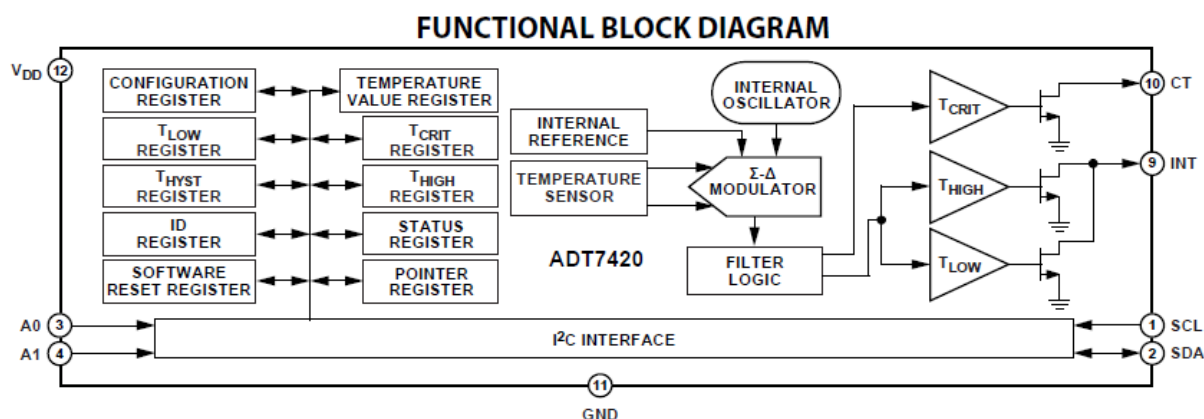 FUNCTIONAL BLOCK DIAGRAM
VDD 12
CONFIGURATION
REGISTER
TEMPERATURE
VALUE REGISTER
TLOW
REGISTER
TCRIT
REGISTER
THYST
REGISTER
THIGH
REGISTER
ID
REGISTER
STATUS
REGISTER
SOFTWARE
RESET REGISTER
POINTER
REGISTER
INTERNAL
OSCILLATOR
INTERNAL
REFERENCE
TEMPERATURE
SENSOR
Σ-Δ
MODULATOR
FILTER
LOGIC
ADT7420
TCRIT
THIGH
TLOW
10 CT
9 INT
A0 3
A1 4
I²C INTERFACE
1 SCL
2 SDA
11
GND